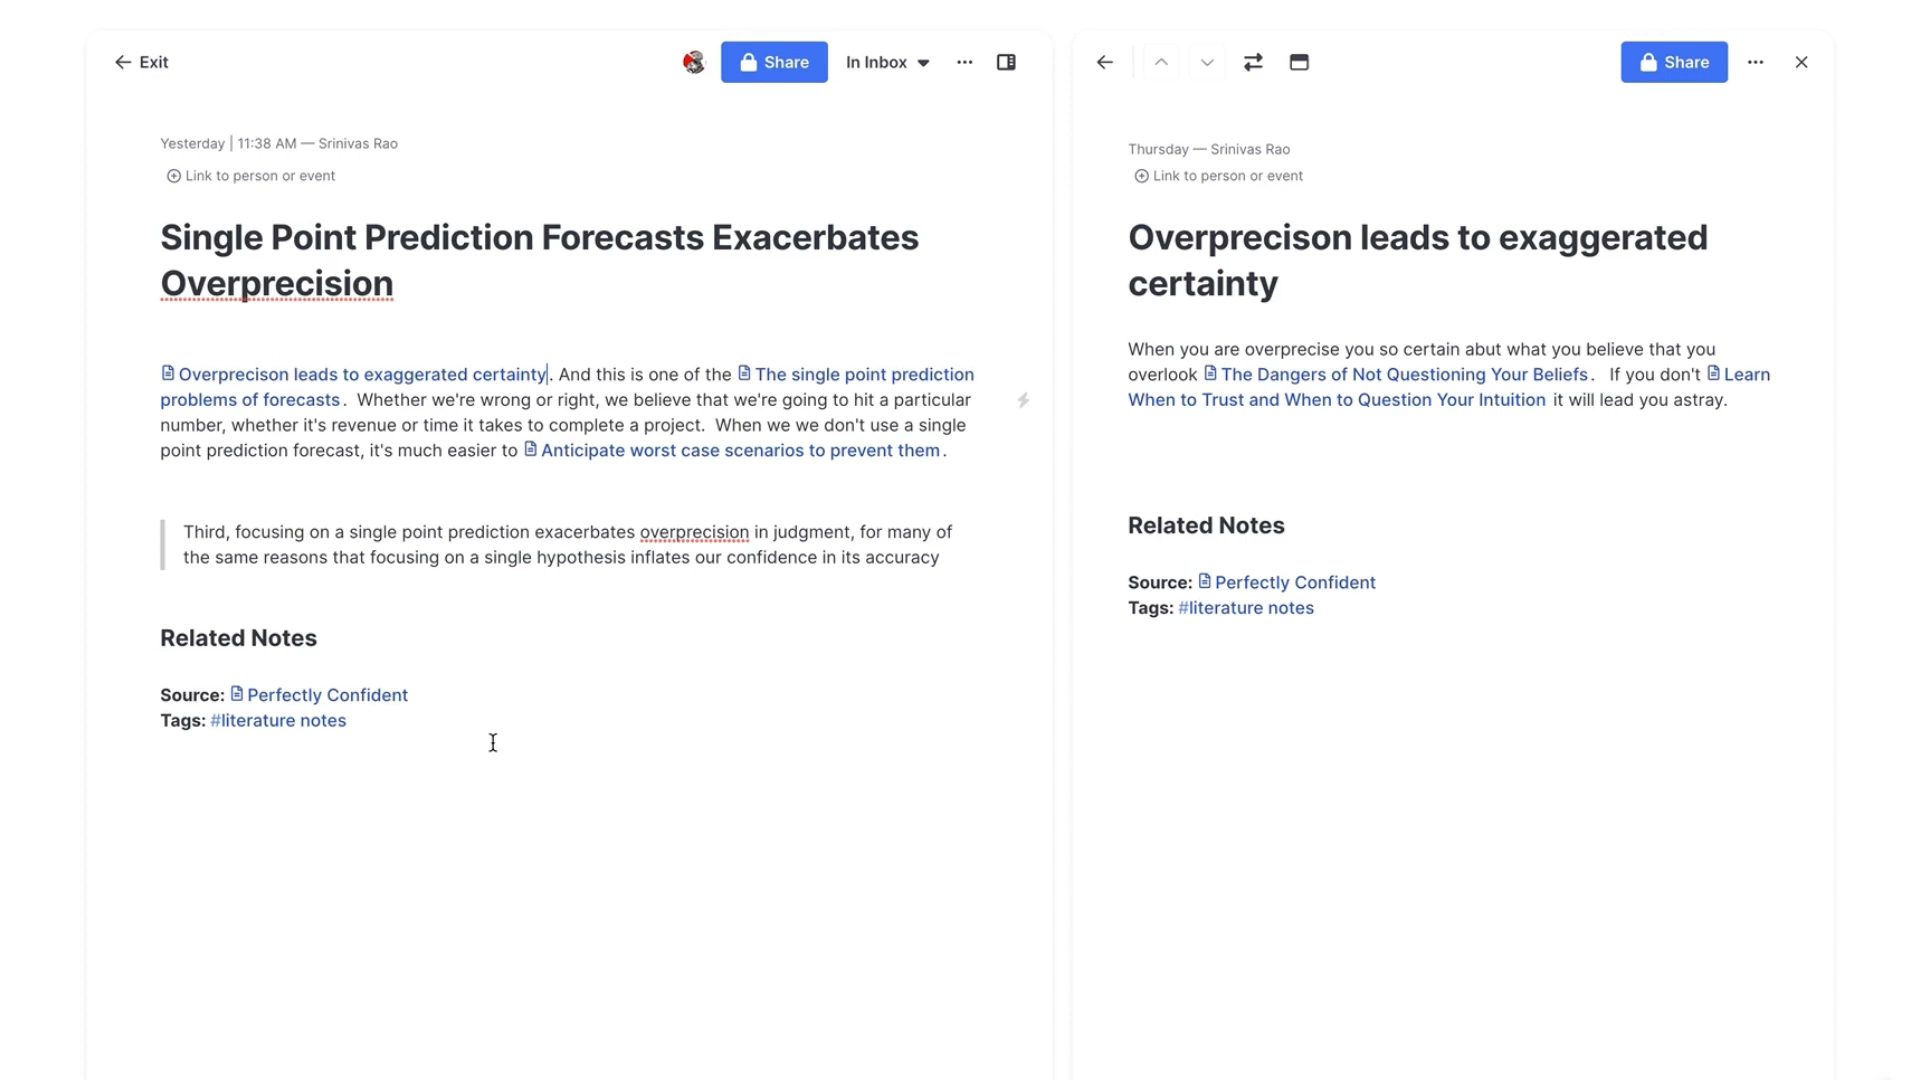 Exit
Share
In Inbox
Yesterday | 11:38 AM — Srinivas Rao
Link to person or event
Single Point Prediction Forecasts Exacerbates
Overprecision
Overprecison leads to exaggerated certainty. And this is one of the The single point prediction
problems of forecasts. Whether we're wrong or right, we believe that we're going to hit a particular
number, whether it's revenue or time it takes to complete a project. When we we don't use a single
point prediction forecast, it's much easier to Anticipate worst case scenarios to prevent them.
Third, focusing on a single point prediction exacerbates overprecision in judgment, for many of
the same reasons that focusing on a single hypothesis inflates our confidence in its accuracy
Related Notes
Source: Perfectly Confident
Tags: #literature notes
Share
Thursday — Srinivas Rao
Link to person or event
Overprecison leads to exaggerated
certainty
When you are overprecise you so certain abut what you believe that you
overlook The Dangers of Not Questioning Your Beliefs. If you don't Learn
When to Trust and When to Question Your Intuition it will lead you astray.
Related Notes
Source: Perfectly Confident
Tags: #literature notes